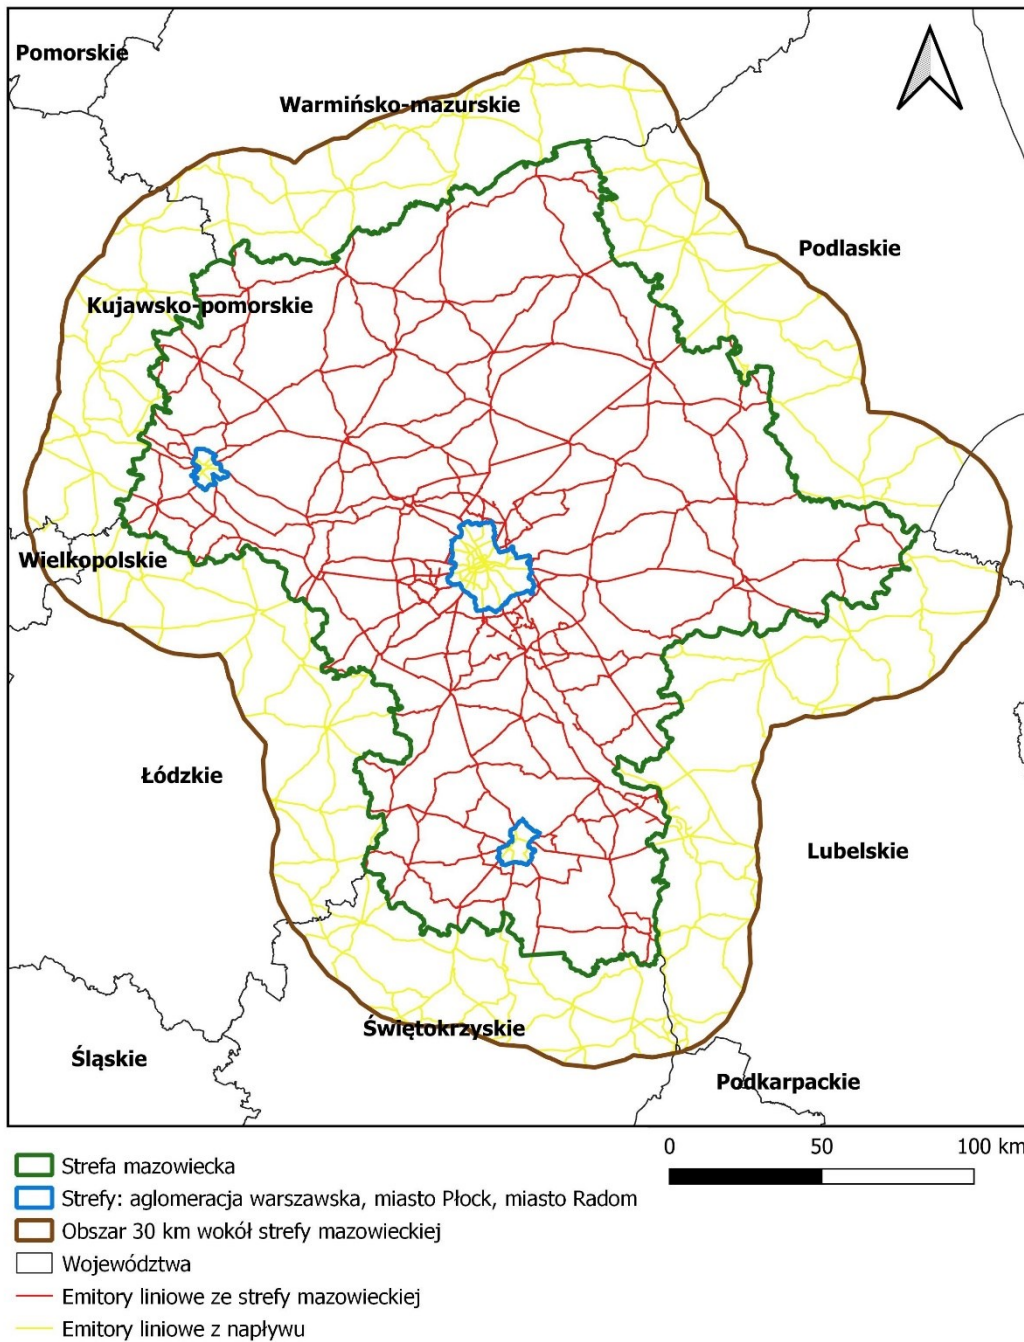 Pomorskie
Warmińsko-mazurskie
Podlaskie
Kujawsko-pomorskie
Wielkopolskie
Łódzkie
Lubelskie
Świętokrzyskie
Śląskie
Podkarpackie
0 50 100 km
Strefa mazowiecka
Strefy: aglomeracja warszawska, miasto Płock, miasto Radom
Obszar 30 km wokół strefy mazowieckiej
Województwa
Emitory liniowe ze strefy mazowieckiej
Emitory liniowe z napływu